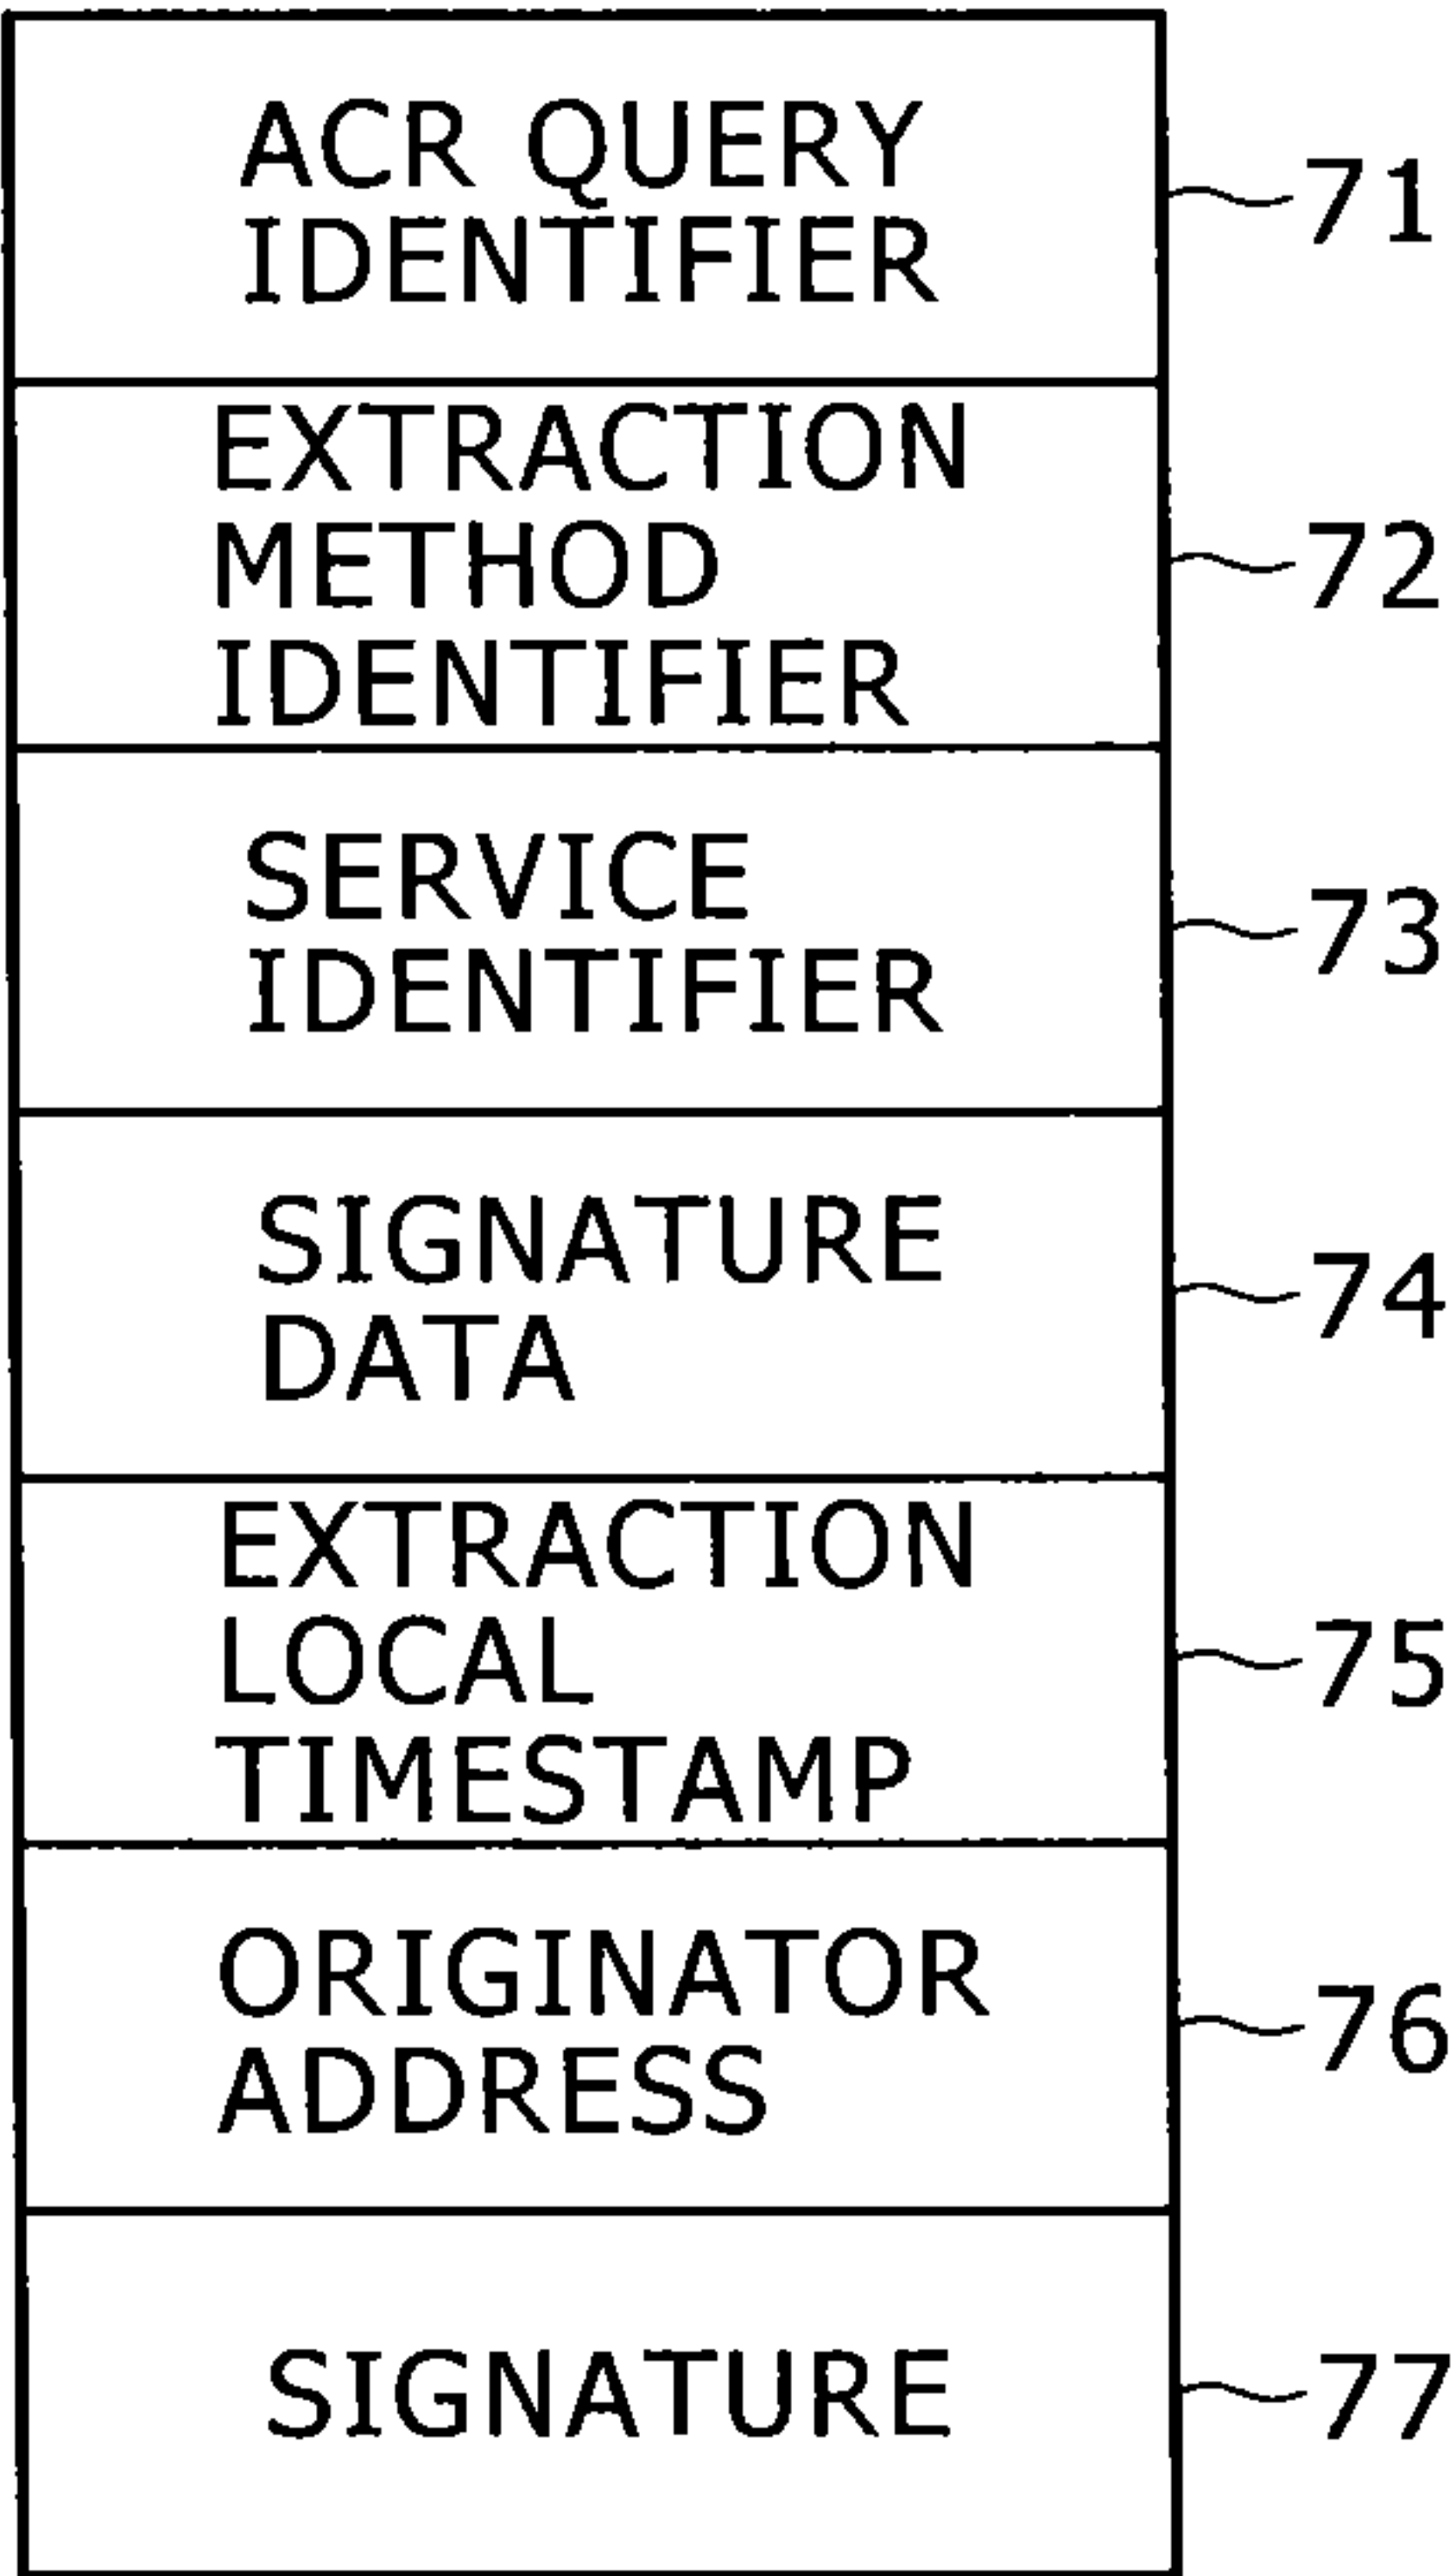 ACR QUERY
IDENTIFIER
71
EXTRACTION
METHOD
IDENTIFIER
72
SERVICE
IDENTIFIER
73
SIGNATURE
DATA
74
EXTRACTION
LOCAL
TIMESTAMP
75
ORIGINATOR
ADDRESS
76
SIGNATURE
77